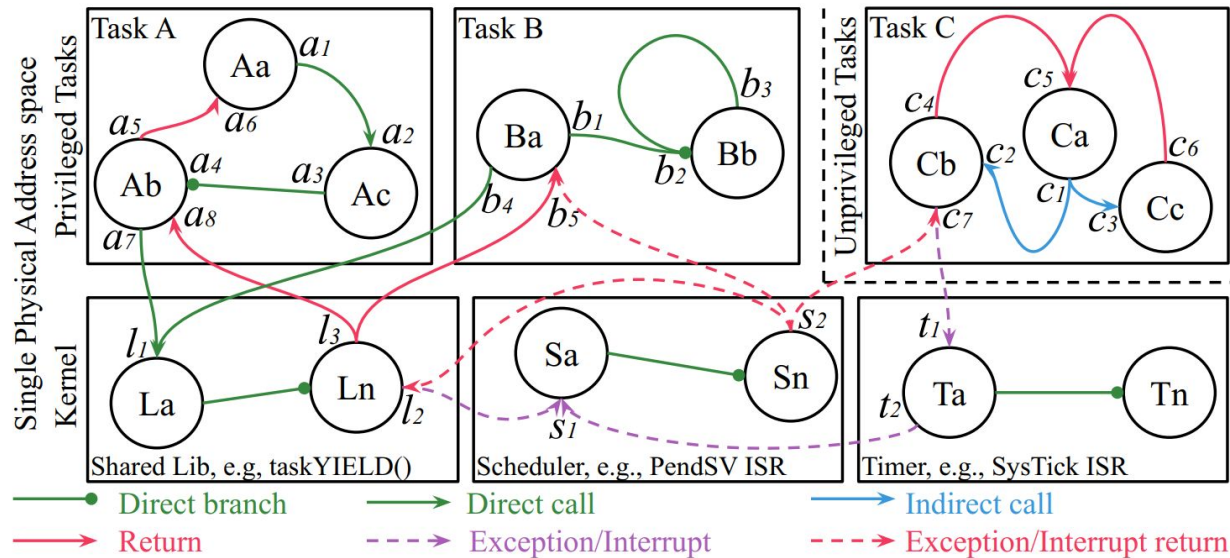 Single Physical Address space
Privileged Tasks
Kernel
Unprivileged Tasks
Task A
Aa
a1
a2
a3
Ac
a4
a5
a6
Ab
a7
a8
Task B
Ba
b1
b2
b3
Bb
b4
b5
Task C
c4
c5
Ca
c6
Cb
c2
c1
c3
Cc
c7
l1
La
l3
Ln
l2
Shared Lib, e.g, taskYIELD()
Sa
s1
s2
Sn
Scheduler, e.g., PendSV ISR
t1
Ta
t2
Tn
Timer, e.g., SysTick ISR
Direct branch
Direct call
Indirect call
Return
Exception/Interrupt
Exception/Interrupt return